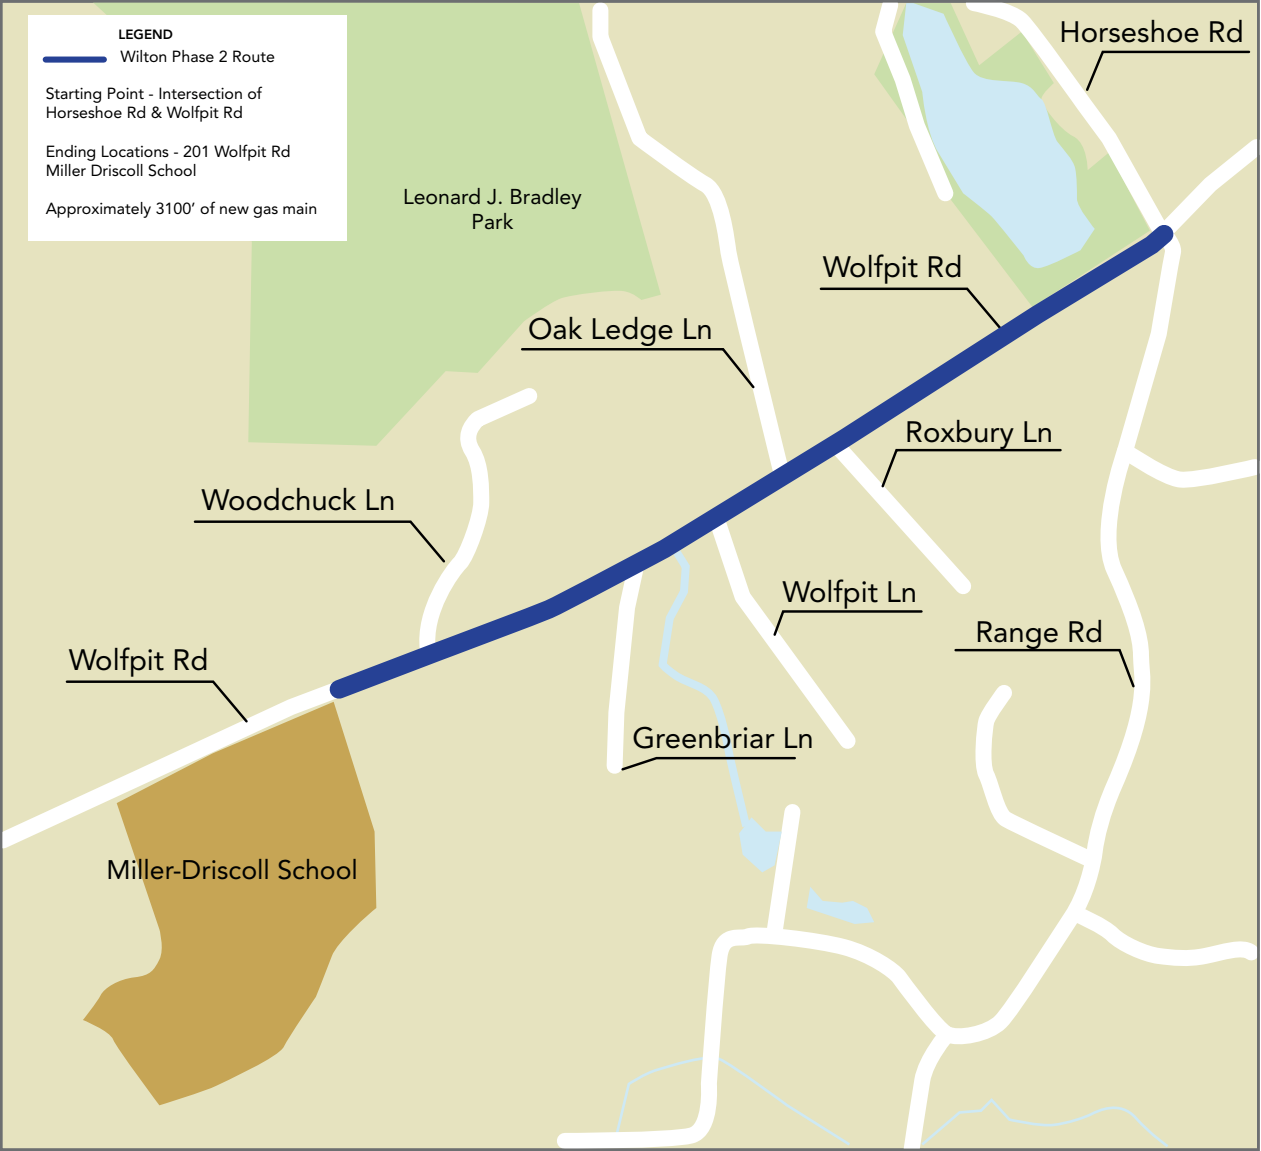 LEGEND
Wilton Phase 2 Route
Starting Point - Intersection of
Horseshoe Rd & Wolfpit Rd
Ending Locations - 201 Wolfpit Rd
Miller Driscoll School
Approximately 3100’ of new gas main
Horseshoe Rd
Leonard J. Bradley
Park
Wolfpit Rd
Oak Ledge Ln
Roxbury Ln
Woodchuck Ln
Wolfpit Ln
Range Rd
Wolfpit Rd
Greenbriar Ln
Miller-Driscoll School